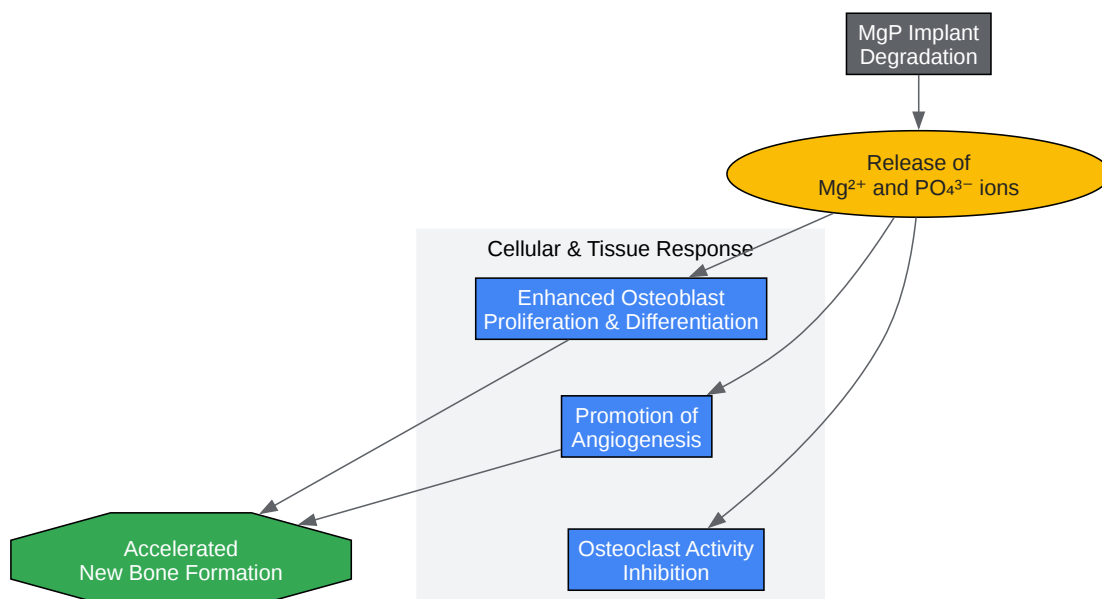 MgP Implant
Degradation
Release of
Mg²⁺ and PO₄³⁻ ions
Cellular & Tissue Response
Enhanced Osteoblast
Proliferation & Differentiation
Promotion of
Angiogenesis
Osteoclast Activity
Inhibition
Accelerated
New Bone Formation